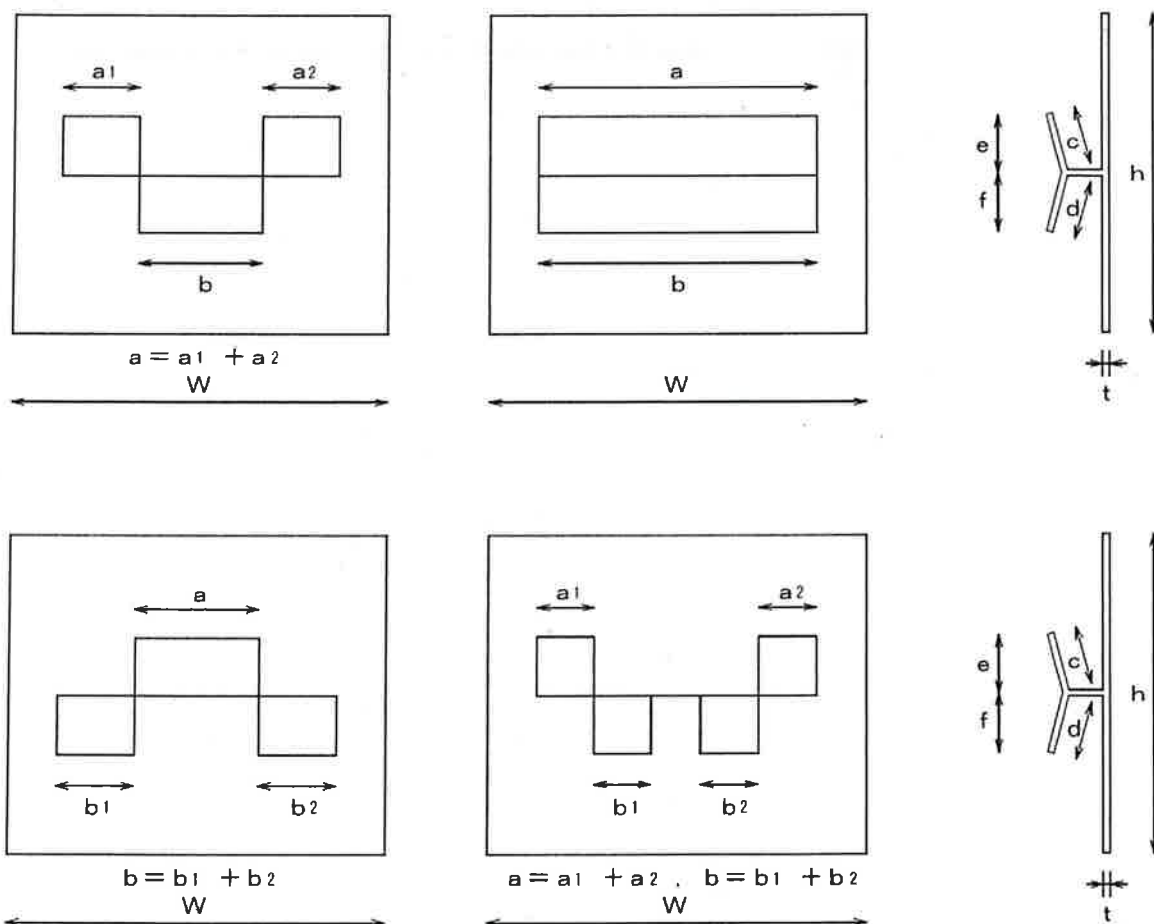 a1 a2
b
a = a1 + a2
W
a
b
W
e
f
c
d
h
t
a
b1 b2
b = b1 + b2
W
a1 a2
b1 b2
a = a1 + a2 , b = b1 + b2
W
e
f
c
d
h
t